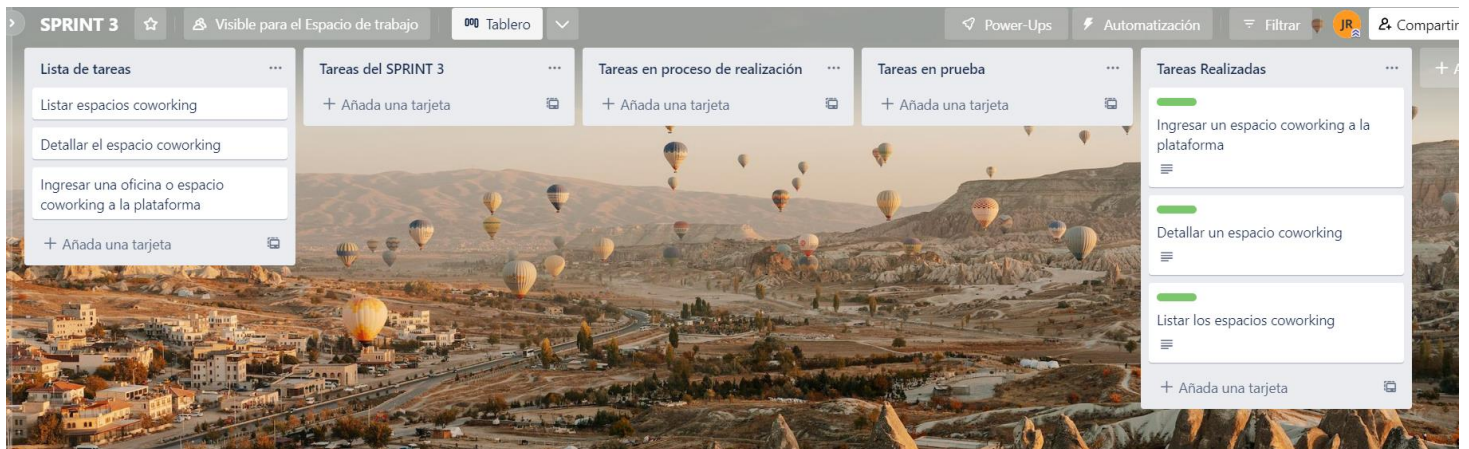 SPRINT 3
Visible para el Espacio de trabajo
Tablero
Power-Ups
Automatización
Filtrar
JR
Compartir
Lista de tareas
Listar espacios coworking
Detallar el espacio coworking
Ingresar una oficina o espacio
coworking a la plataforma
+ Añada una tarjeta
Tareas del SPRINT 3
+ Añada una tarjeta
Tareas en proceso de realización
+ Añada una tarjeta
Tareas en prueba
+ Añada una tarjeta
Tareas Realizadas
Ingresar un espacio coworking a la
plataforma
Detallar un espacio coworking
Listar los espacios coworking
+ Añada una tarjeta
+ A